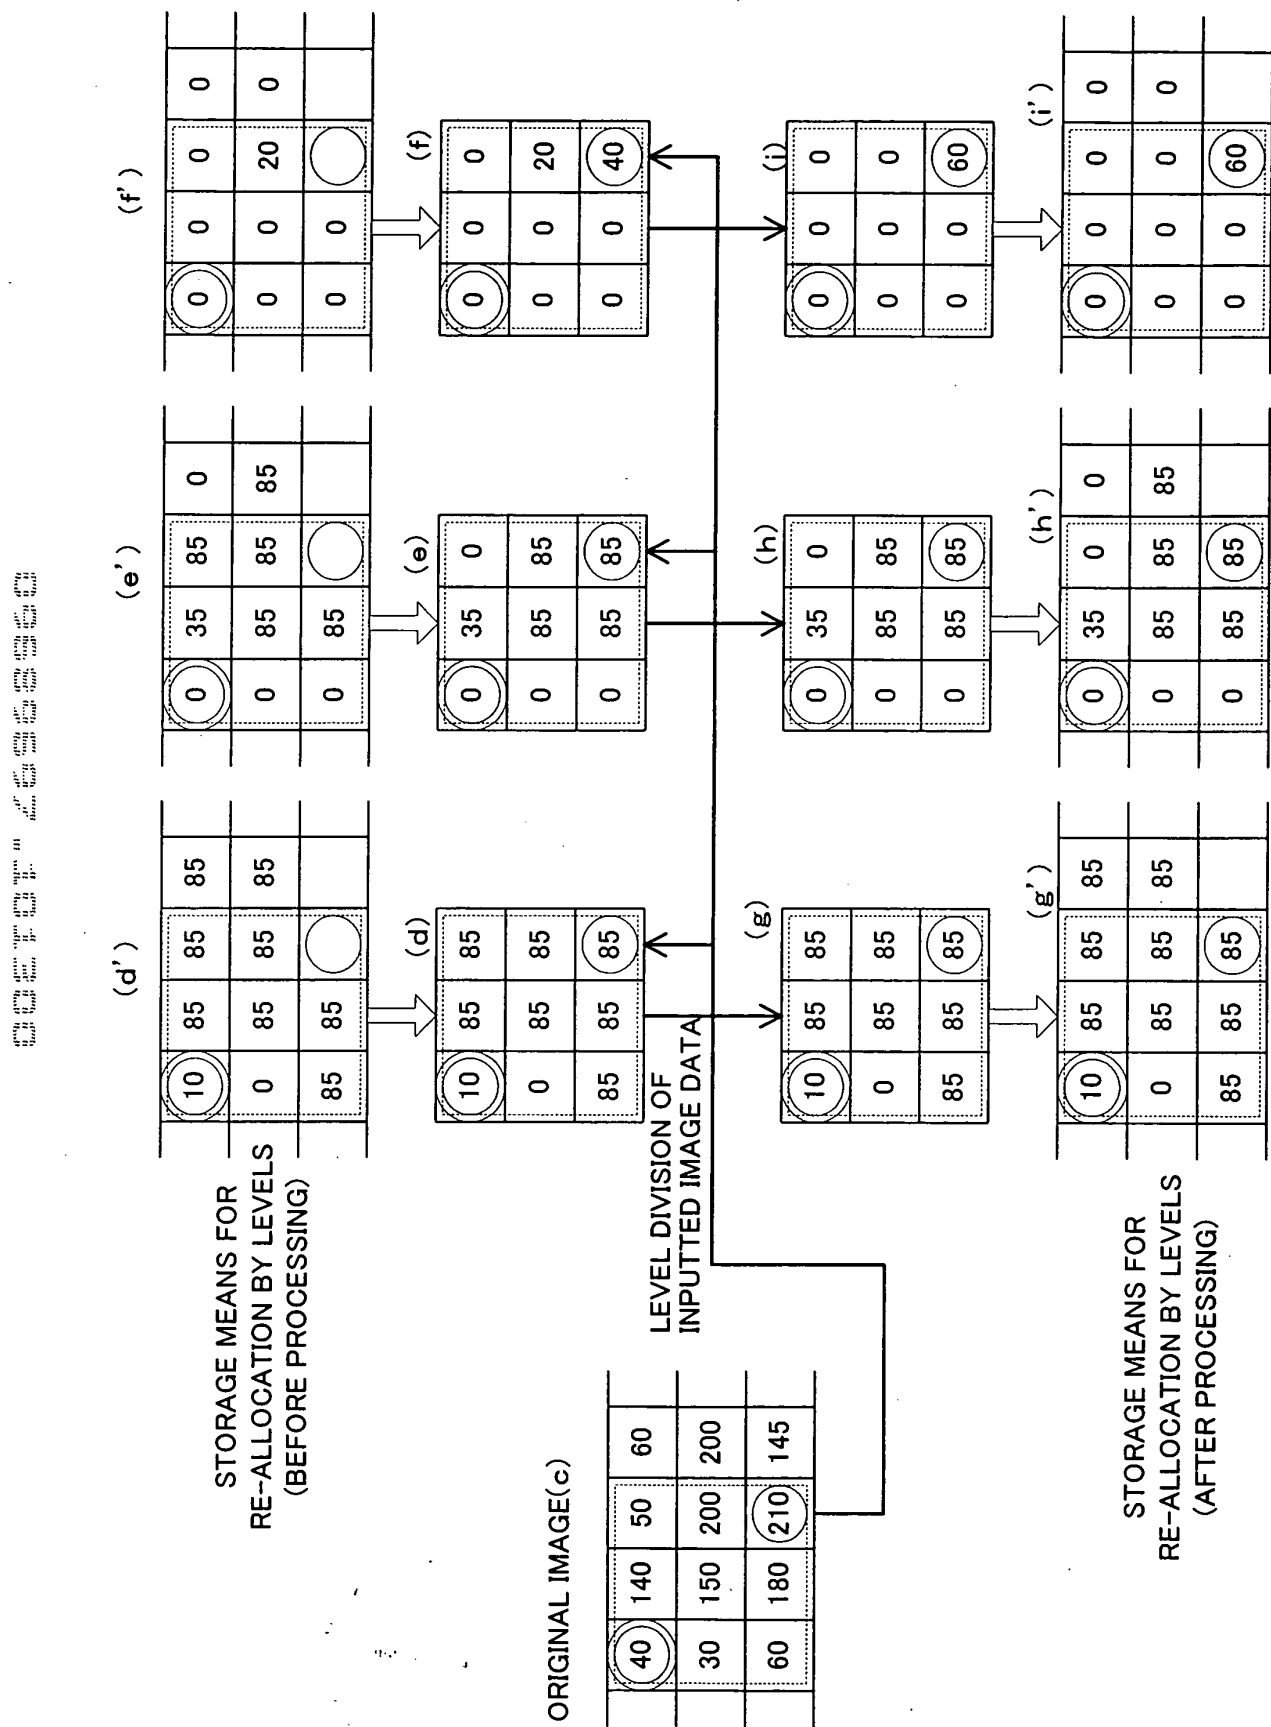 (d')
10 85 85 85
0 85 85 85
85 85
(e')
0 35 85 0
0 85 85 85
0 85
(f')
0 0 0 0
0 0 20 0
0 0
STORAGE MEANS FOR
RE-ALLOCATION BY LEVELS
(BEFORE PROCESSING)
(d)
10 85 85
0 85 85
85 85 85
(e)
0 35 0
0 85 85
0 85 85
(f)
0 0 0
0 0 20
0 0 40
ORIGINAL IMAGE(c)
40 140 50 60
30 150 200 200
60 180 210 145
LEVEL DIVISION OF
INPUTTED IMAGE DATA
(g)
10 85 85
0 85 85
85 85 85
(h)
0 35 0
0 85 85
0 85 85
(i)
0 0 0
0 0 0
0 0 60
(g')
10 85 85 85
0 85 85 85
85 85 85
(h')
0 35 0 0
0 85 85 85
0 85 85
(i')
0 0 0 0
0 0 0 0
0 0 60
STORAGE MEANS FOR
RE-ALLOCATION BY LEVELS
(AFTER PROCESSING)